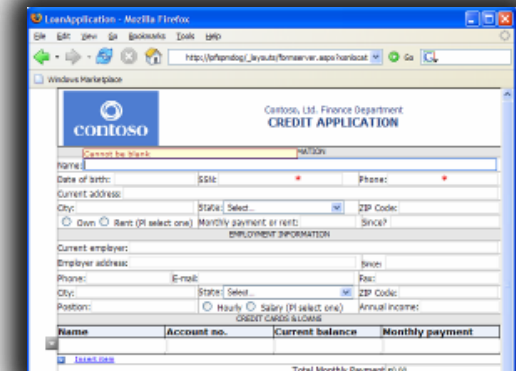 LoanApplication - Mozilla Firefox
File Edit View Go Bookmarks Tools Help
Go
Windows Marketplace
contoso
Contoso, Ltd. Finance Department
CREDIT APPLICATION
Cannot be blank
Name:
Date of birth: SSN: * Phone: *
Current address:
City: State: Select... ZIP Code:
Own Rent (Pl select one) Monthly payment or rent: Since?
EMPLOYMENT INFORMATION
Current employer:
Employer address: Since:
Phone: E-mail: Fax:
City: State: Select... ZIP Code:
Position: Hourly Salary (Pl select one) Annual income:
CREDIT CARDS & LOANS
Name Account no. Current balance Monthly payment
Insert item
Total Monthly Payment